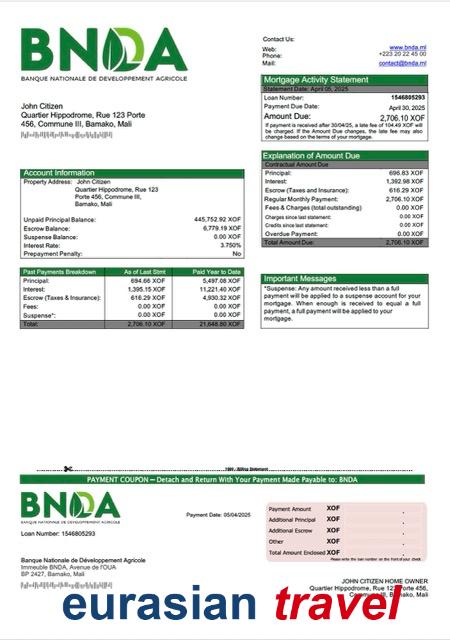 BNDA
BANQUE NATIONALE DE DEVELOPPEMENT AGRICOLE
John Citizen
Quartier Hippodrome, Rue 123 Porte
456, Commune III, Bamako, Mali
Contact Us:
Web: www.bnda.ml
Phone: +223 20 22 45 00
Mail: contact@bnda.ml
Mortgage Activity Statement
Statement Date: April 05, 2025
Loan Number: 1546805293
Payment Due Date: April 30, 2025
Amount Due: 2,706.10 XOF
If payment is received after 30/04/25, a late fee of 104.49 XOF will
be charged. If the Amount Due changes, the late fee may also
change based on the terms of your mortgage.
Explanation of Amount Due
Contractual Amount Due
Principal: 696.83 XOF
Interest: 1,392.98 XOF
Escrow (Taxes and Insurance): 616.29 XOF
Regular Monthly Payment: 2,706.10 XOF
Fees & Charges (total outstanding) 0.00 XOF
Charges since last statement: 0.00 XOF
Credits since last statement: 0.00 XOF
Overdue Payment: 0.00 XOF
Total Amount Due: 2,706.10 XOF
Account Information
Property Address: John Citizen
Quartier Hippodrome, Rue 123
Porte 456, Commune III,
Bamako, Mali
Unpaid Principal Balance: 445,752.92 XOF
Escrow Balance: 6,779.19 XOF
Suspense Balance: 0.00 XOF
Interest Rate: 3.750%
Prepayment Penalty: No
Past Payments Breakdown As of Last Stmt Paid Year to Date
Principal: 694.66 XOF 5,497.08 XOF
Interest: 1,395.15 XOF 11,221.40 XOF
Escrow (Taxes & Insurance): 616.29 XOF 4,930.32 XOF
Fees: 0.00 XOF 0.00 XOF
Suspense*: 0.00 XOF 0.00 XOF
Total: 2,706.10 XOF 21,648.80 XOF
Important Messages
*Suspense: Any amount received less than a full
payment will be applied to a suspense account for your
mortgage. When enough is received to equal a full
payment, a full payment will be applied to your
mortgage.
PAYMENT COUPON – Detach and Return With Your Payment Made Payable to: BNDA
BNDA
BANQUE NATIONALE DE DEVELOPPEMENT AGRICOLE
Loan Number: 1546805293
Payment Date: 05/04/2025
Payment Amount XOF .
Additional Principal XOF .
Additional Escrow XOF .
Other XOF .
Total Amount Enclosed XOF .
Please write the loan number on the front of your check
Banque Nationale de Développement Agricole
Immeuble BNDA, Avenue de l'OUA
BP 2427, Bamako, Mali
JOHN CITIZEN HOME OWNER
Quartier Hippodrome, Rue 123 Porte
Commune III, Bamako, Mali
eurasian travel